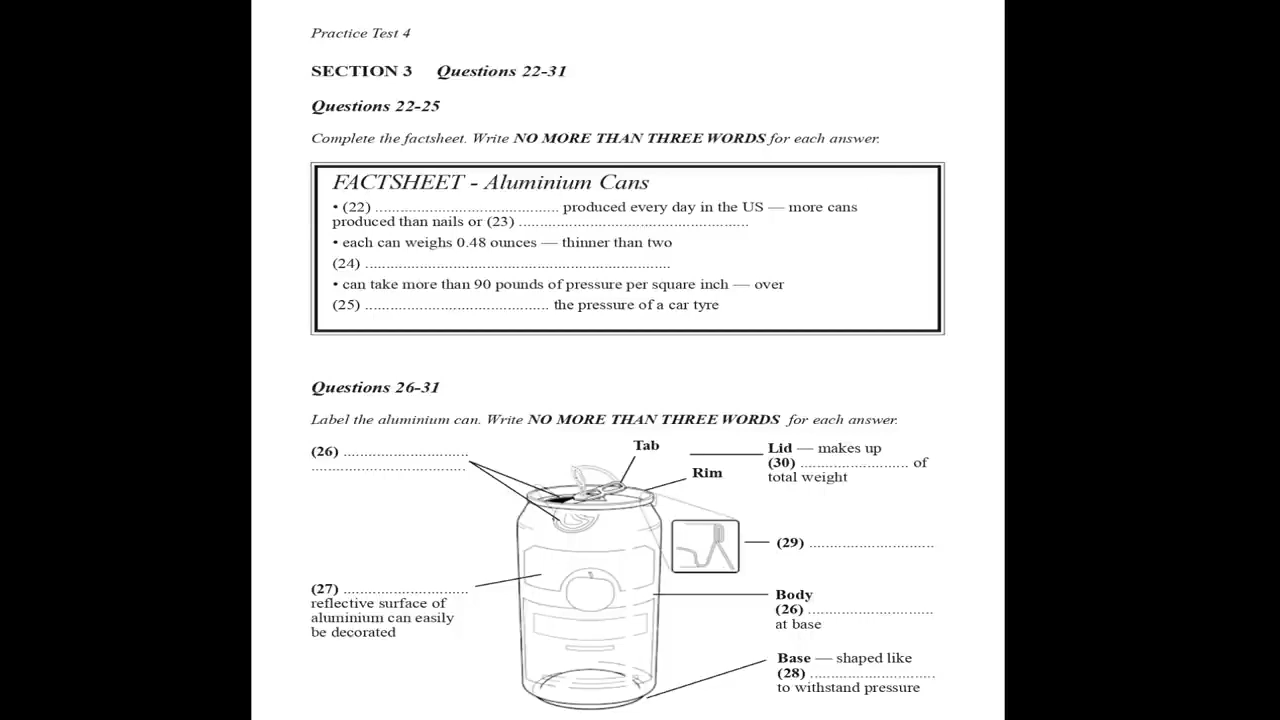 Practice Test 4
SECTION 3 Questions 22-31
Questions 22-25
Complete the factsheet. Write NO MORE THAN THREE WORDS for each answer.
FACTSHEET - Aluminium Cans
• (22) .................................... produced every day in the US — more cans
produced than nails or (23) .............................................
• each can weighs 0.48 ounces — thinner than two
(24) ............................................................
• can take more than 90 pounds of pressure per square inch — over
(25) .................................... the pressure of a car tyre
Questions 26-31
Label the aluminium can. Write NO MORE THAN THREE WORDS for each answer.
(26) .........................
...............................
Tab
Rim
Lid — makes up
(30) ...................... of
total weight
(29) .........................
(27) .........................
reflective surface of
aluminium can easily
be decorated
Body
(26) .........................
at base
Base — shaped like
(28) .........................
to withstand pressure